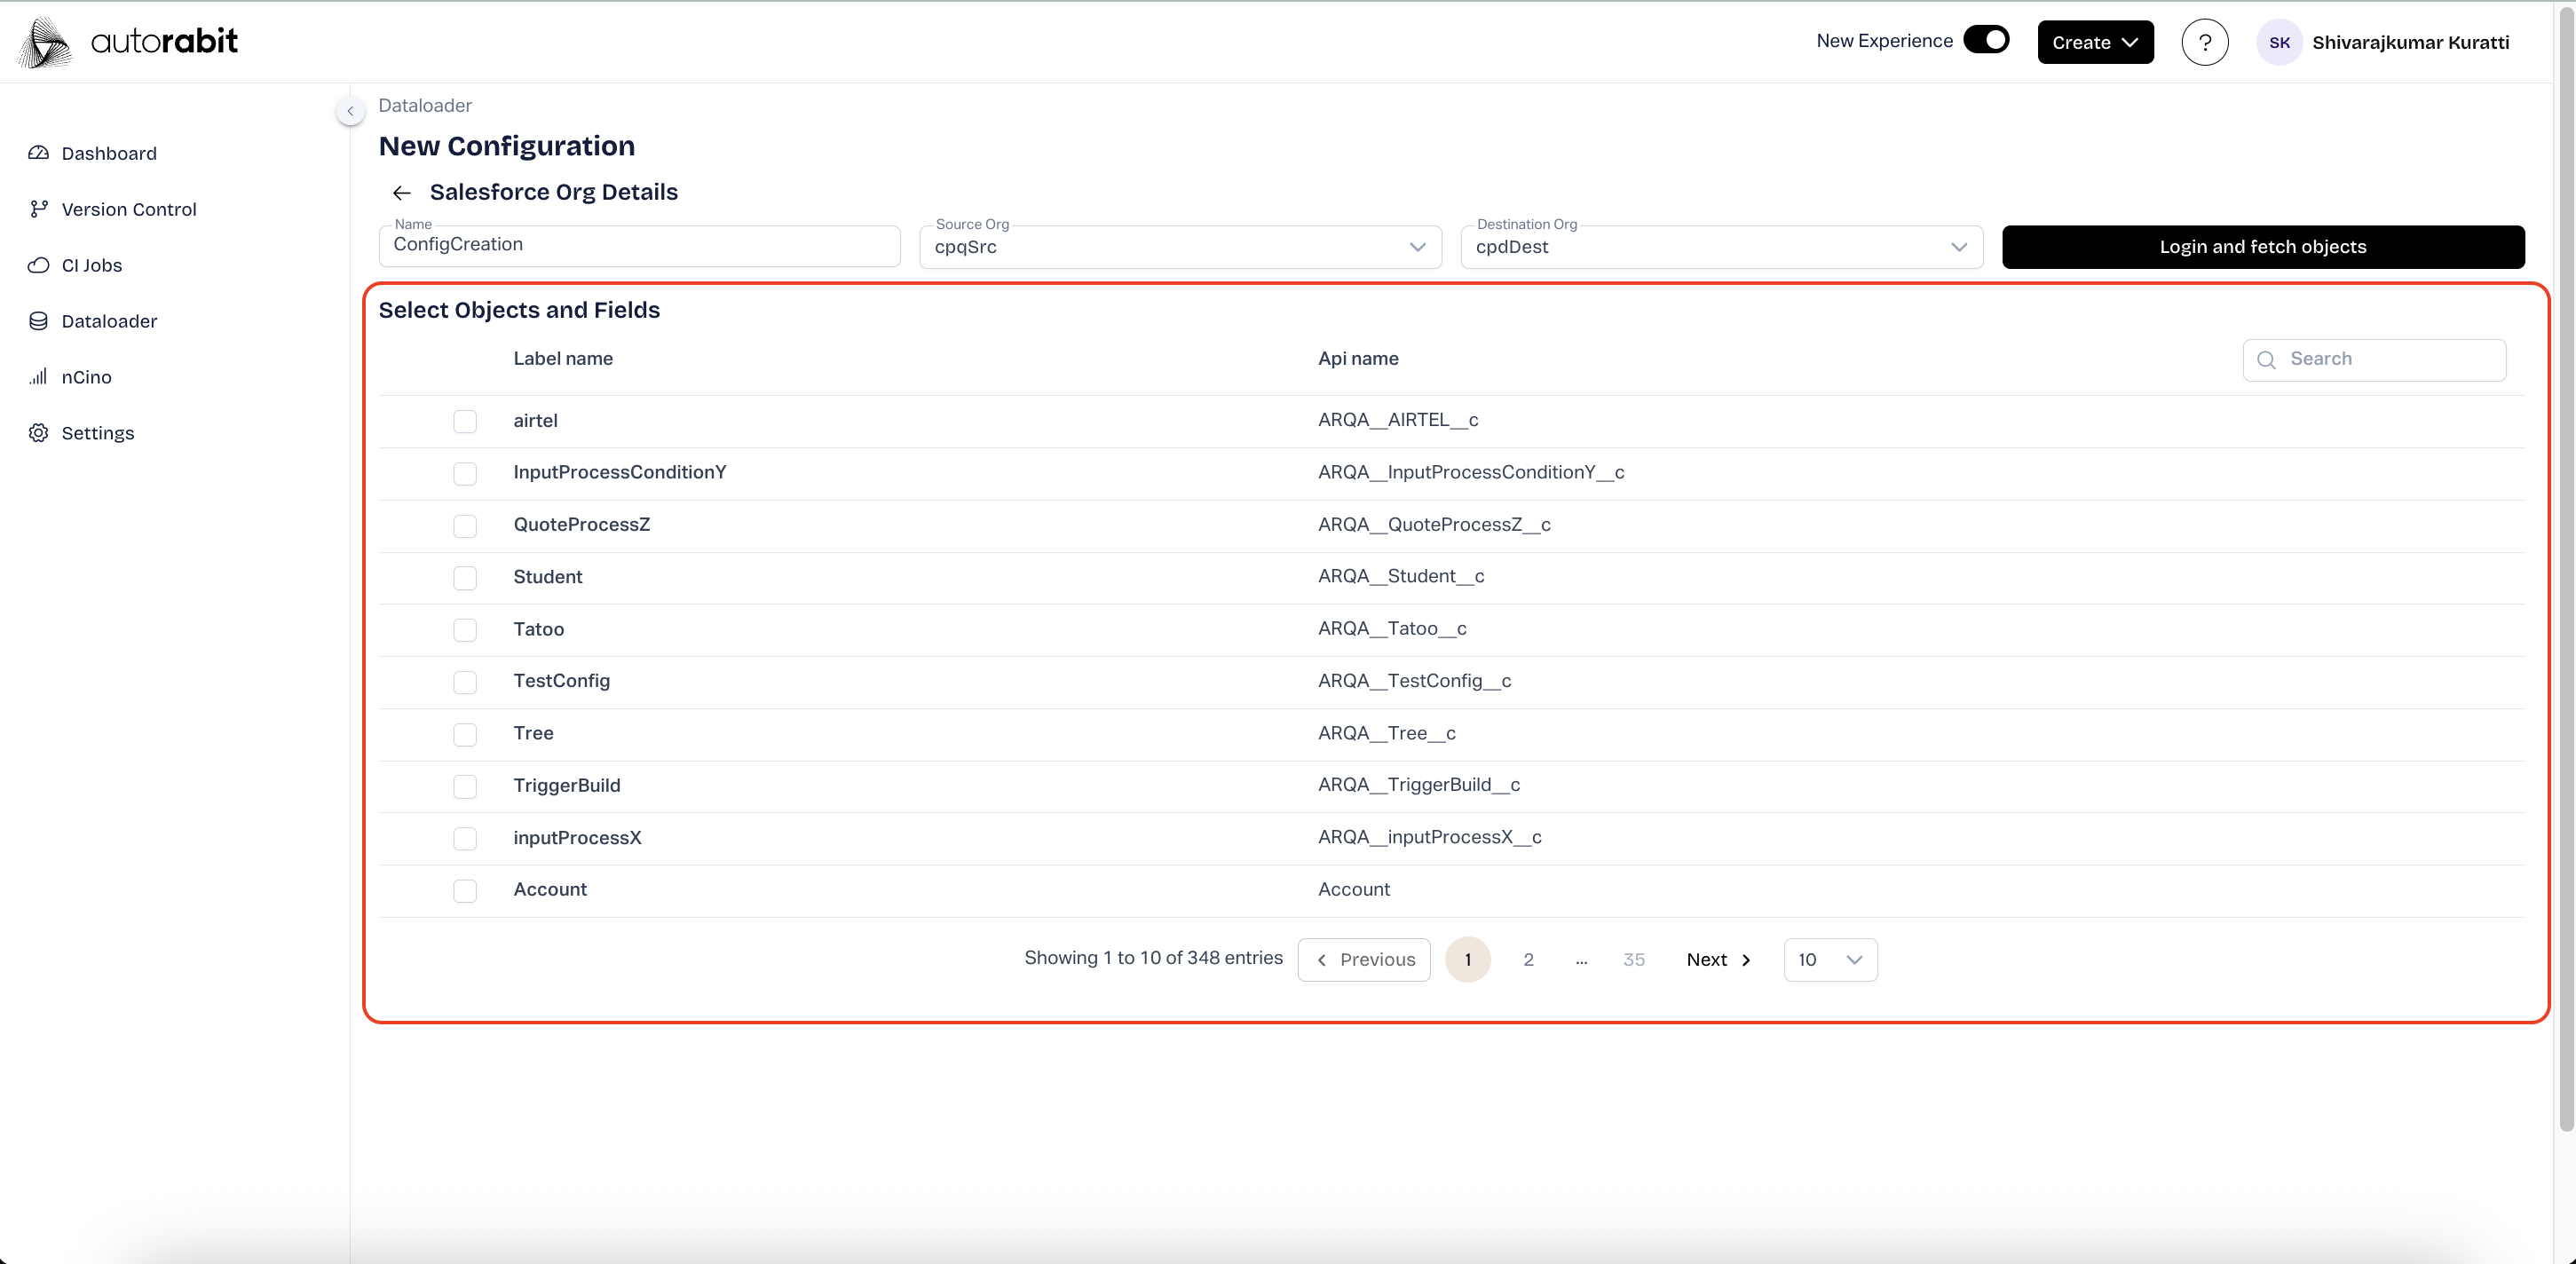 autorabit
New Experience Create ? SK Shivarajkumar Kuratti
Dashboard
Version Control
CI Jobs
Dataloader
nCino
Settings
Dataloader
New Configuration
Salesforce Org Details
Name Source Org Destination Org
ConfigCreation cpqSrc cpdDest Login and fetch objects
Select Objects and Fields
Label name Api name Search
airtel ARQA__AIRTEL__c
InputProcessConditionY ARQA__InputProcessConditionY__c
QuoteProcessZ ARQA__QuoteProcessZ__c
Student ARQA__Student__c
Tatoo ARQA__Tatoo__c
TestConfig ARQA__TestConfig__c
Tree ARQA__Tree__c
TriggerBuild ARQA__TriggerBuild__c
inputProcessX ARQA__inputProcessX__c
Account Account
Showing 1 to 10 of 348 entries Previous 1 2 ... 35 Next 10